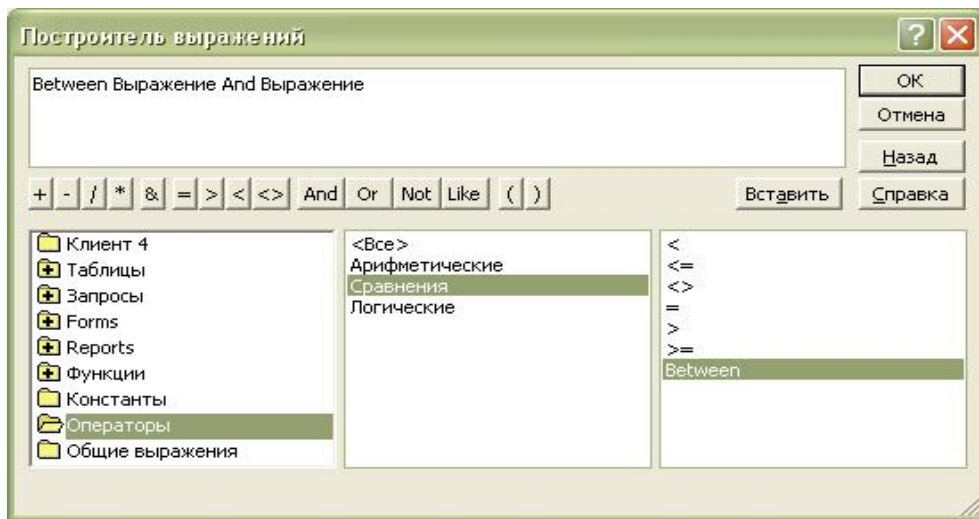 Построитель выражений
?
Between Выражение And Выражение
OK
Отмена
Назад
+ - / * & = > < <> And Or Not Like ( ) Вставить Справка
Клиент 4
Таблицы
Запросы
Forms
Reports
Функции
Константы
Операторы
Общие выражения
<Все>
Арифметические
Сравнения
Логические
<
<=
<>
=
>
>=
Between